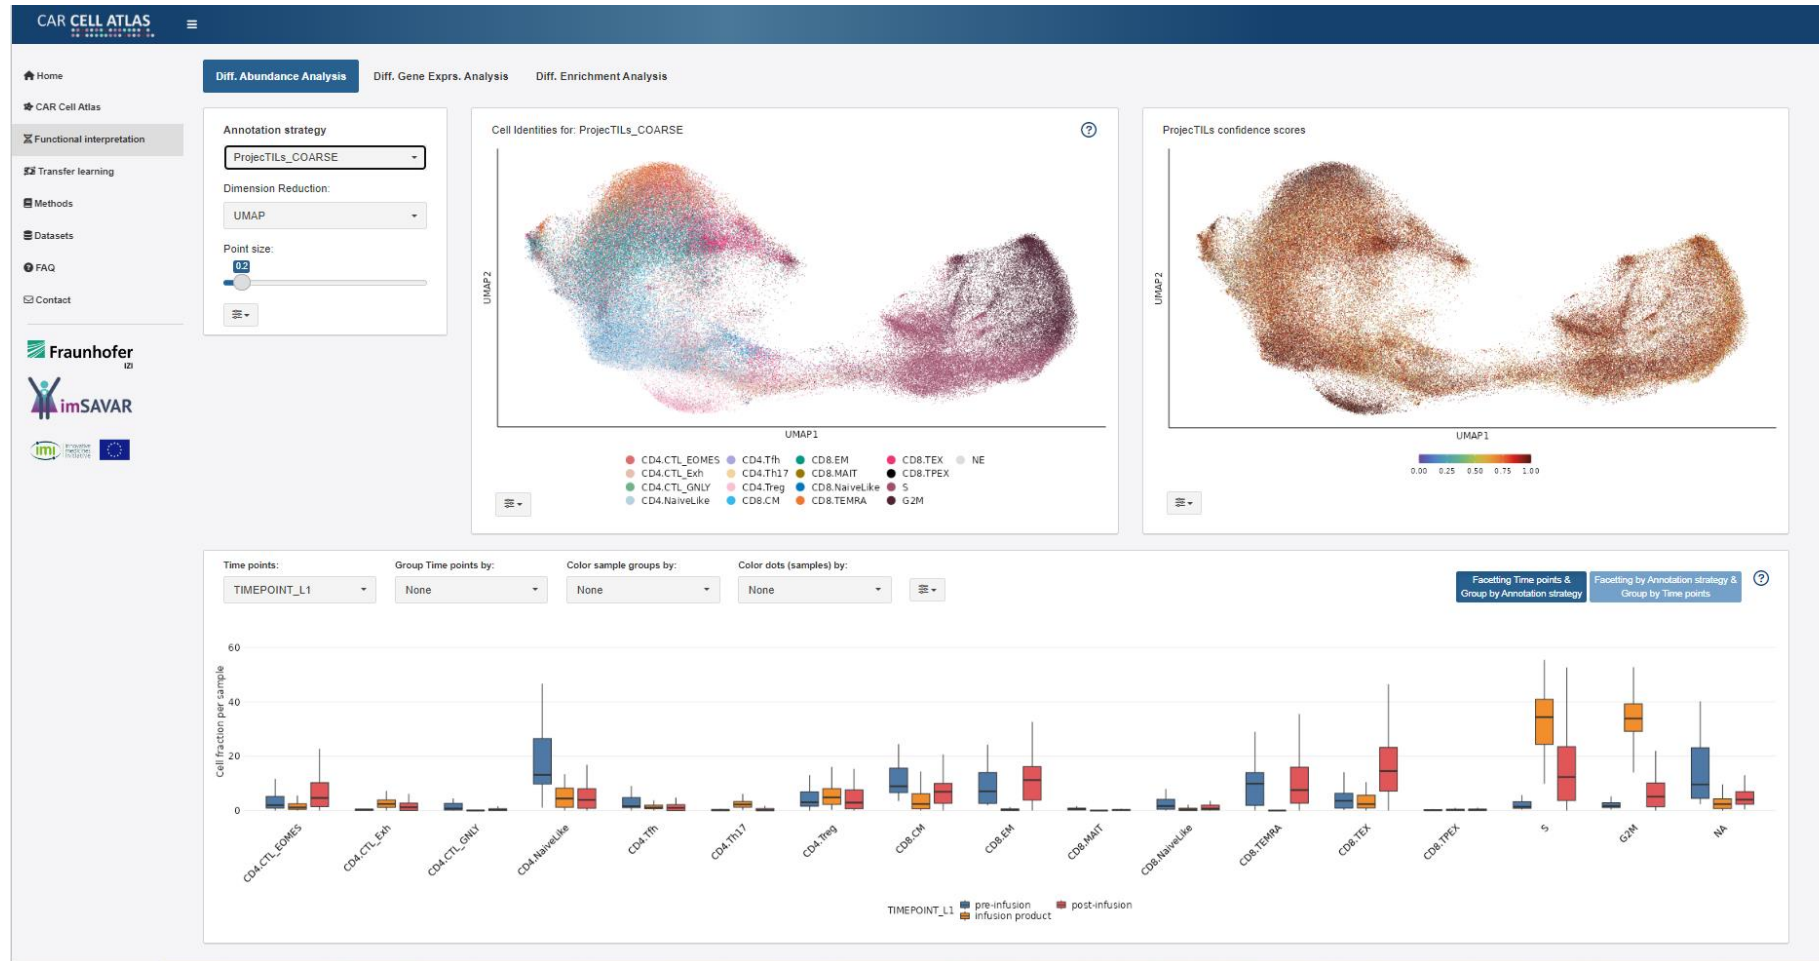 CAR CELL ATLAS
Home
CAR Cell Atlas
Functional interpretation
Transfer learning
Methods
Datasets
FAQ
Contact
Fraunhofer
IZI
imSAVAR
imi
Diff. Abundance Analysis
Diff. Gene Exprs. Analysis
Diff. Enrichment Analysis
Annotation strategy
ProjecTILs_COARSE
Dimension Reduction:
UMAP
Point size:
0.2
Cell Identities for: ProjecTILs_COARSE
?
UMAP2
UMAP1
CD4.CTL_EOMES CD4.Tfh CD8.EM CD8.TEX NE
CD4.CTL_Exh CD4.Th17 CD8.MAIT CD8.TPEX
CD4.CTL_GNLY CD4.Treg CD8.NaiveLike S
CD4.NaiveLike CD8.CM CD8.TEMRA G2M
ProjecTILs confidence scores
UMAP2
UMAP1
0.00 0.25 0.50 0.75 1.00
Time points: Group Time points by: Color sample groups by: Color dots (samples) by:
TIMEPOINT_L1 None None None
Facetting Time points &
Group by Annotation strategy
Facetting by Annotation strategy &
Group by Time points
?
Cell fraction per sample
60
40
20
0
CD4.CTL_EOMES
CD4.CTL_Exh
CD4.CTL_GNLY
CD4.NaiveLike
CD4.Tfh
CD4.Th17
CD4.Treg
CD8.CM
CD8.EM
CD8.MAIT
CD8.NaiveLike
CD8.TEMRA
CD8.TEX
CD8.TPEX
S
G2M
NA
TIMEPOINT_L1 pre-infusion post-infusion
infusion product